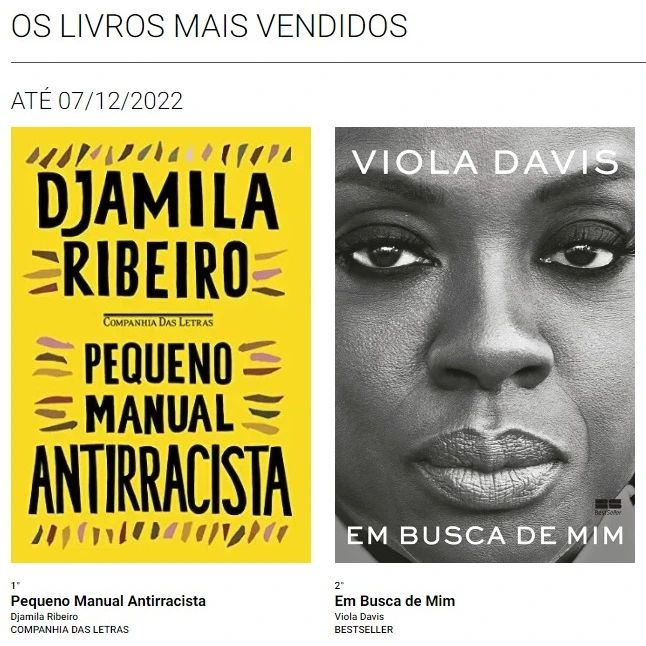 OS LIVROS MAIS VENDIDOS
ATÉ 07/12/2022
DJAMILA
RIBEIRO
COMPANHIA DAS LETRAS
PEQUENO
MANUAL
ANTIRRACISTA
VIOLA DAVIS
BestSeller
EM BUSCA DE MIM
1°
Pequeno Manual Antirracista
Djamila Ribeiro
COMPANHIA DAS LETRAS
2°
Em Busca de Mim
Viola Davis
BESTSELLER